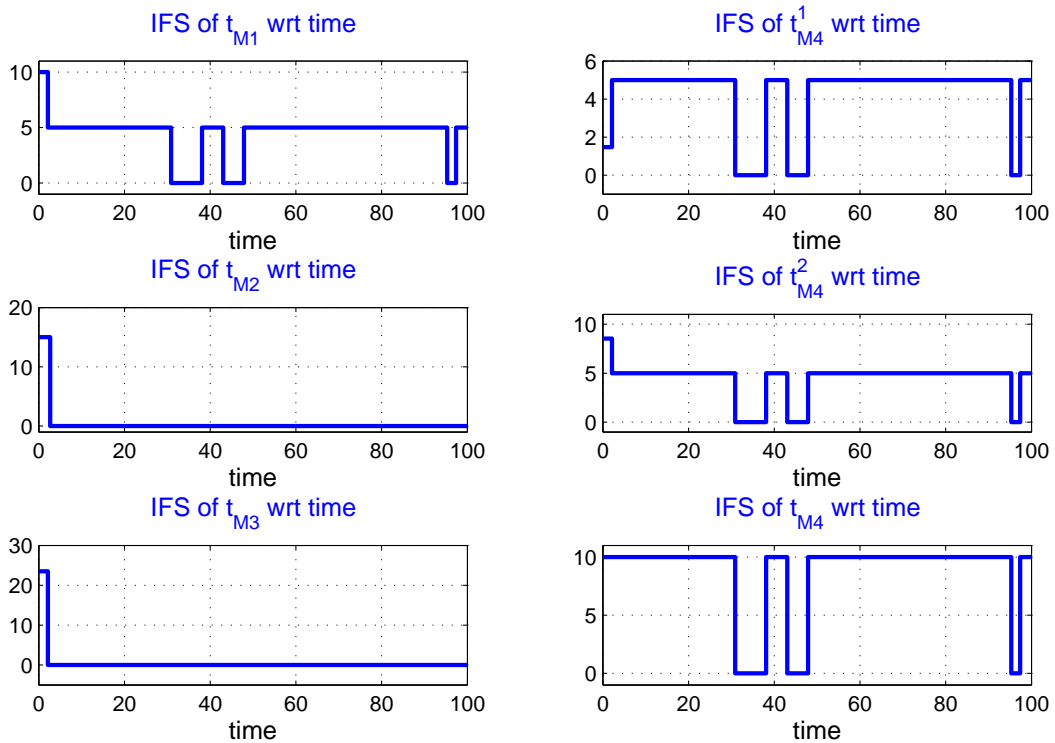 IFS of t_M1 wrt time
10
5
0
0 20 40 60 80 100
time
IFS of t^1_M4 wrt time
6
4
2
0
0 20 40 60 80 100
time
IFS of t_M2 wrt time
20
10
0
0 20 40 60 80 100
time
IFS of t^2_M4 wrt time
10
5
0
0 20 40 60 80 100
time
IFS of t_M3 wrt time
30
20
10
0
0 20 40 60 80 100
time
IFS of t_M4 wrt time
10
5
0
0 20 40 60 80 100
time